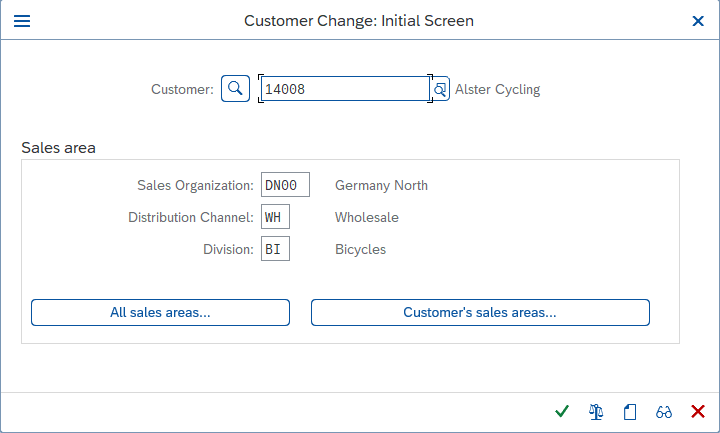 Customer Change: Initial Screen
Customer: 14008 Alster Cycling
Sales area
Sales Organization: DN00 Germany North
Distribution Channel: WH Wholesale
Division: BI Bicycles
All sales areas... Customer's sales areas...